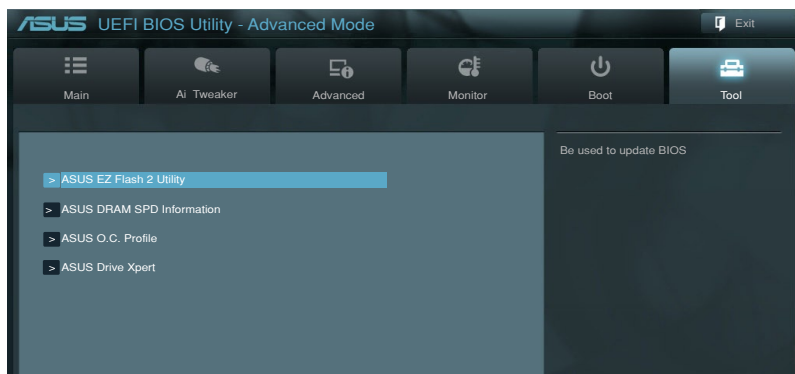 ASUS UEFI BIOS Utility - Advanced Mode
Exit
Main
Ai Tweaker
Advanced
Monitor
Boot
Tool
Be used to update BIOS
> ASUS EZ Flash 2 Utility
> ASUS DRAM SPD Information
> ASUS O.C. Profile
> ASUS Drive Xpert